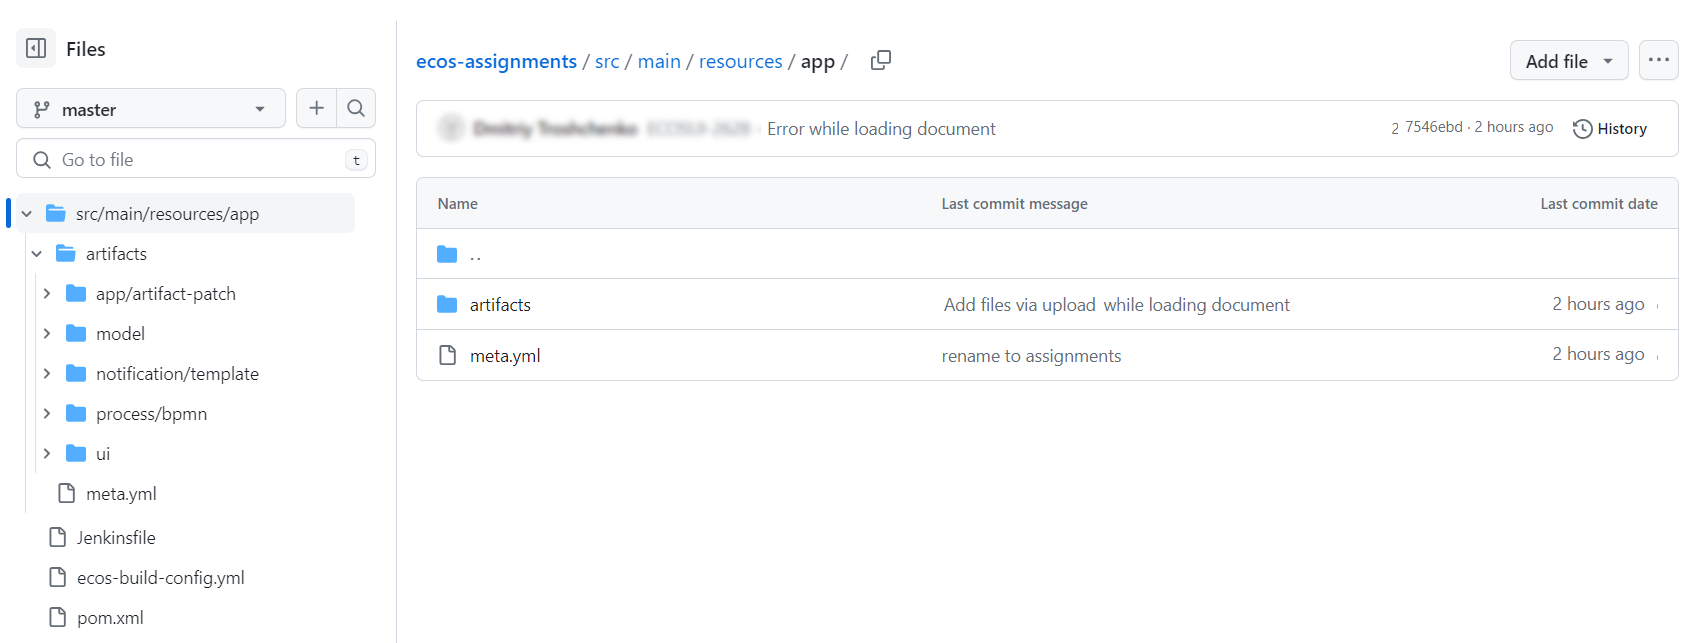 Files
master
Go to file
t
src/main/resources/app
artifacts
app/artifact-patch
model
notification/template
process/bpmn
ui
meta.yml
Jenkinsfile
ecos-build-config.yml
pom.xml
ecos-assignments / src / main / resources / app /
Add file
Error while loading document
2 7546ebd · 2 hours ago
History
Name Last commit message Last commit date
..
artifacts Add files via upload while loading document 2 hours ago
meta.yml rename to assignments 2 hours ago